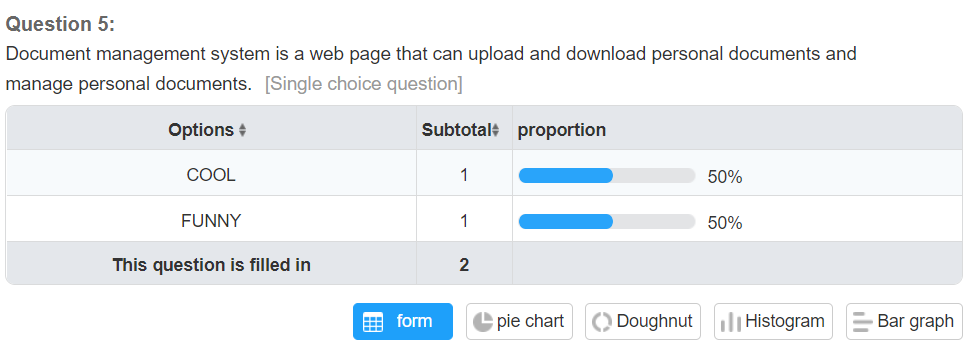 Question 5:
Document management system is a web page that can upload and download personal documents and
manage personal documents. [Single choice question]
Options Subtotal proportion
COOL 1 50%
FUNNY 1 50%
This question is filled in 2
form pie chart Doughnut Histogram Bar graph